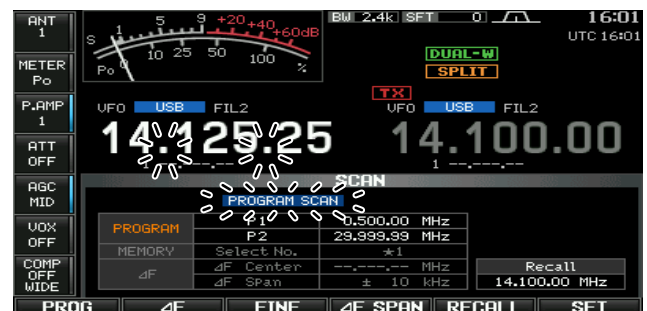 ANT
1
METER
Po
P.AMP
1
ATT
OFF
AGC
MID
VOX
OFF
COMP
OFF
WIDE
S 1 5 9 +20 +40 +60dB
Po 0 10 25 50 100 %
BW 2.4k SFT 0
16:01
UTC 16:01
DUAL-W
SPLIT
TX
VFO USB FIL2
14.125.25
1 --.---.--
VFO USB FIL2
14.100.00
1 --.---.--
SCAN
PROGRAM SCAN
PROGRAM P1 0.500.00 MHz
P2 29.999.99 MHz
MEMORY Select No. ★1
⊿F ⊿F Center --.---.-- MHz
⊿F Span ± 10 kHz
Recall
14.100.00 MHz
PROG ⊿F FINE ⊿F SPAN RECALL SET